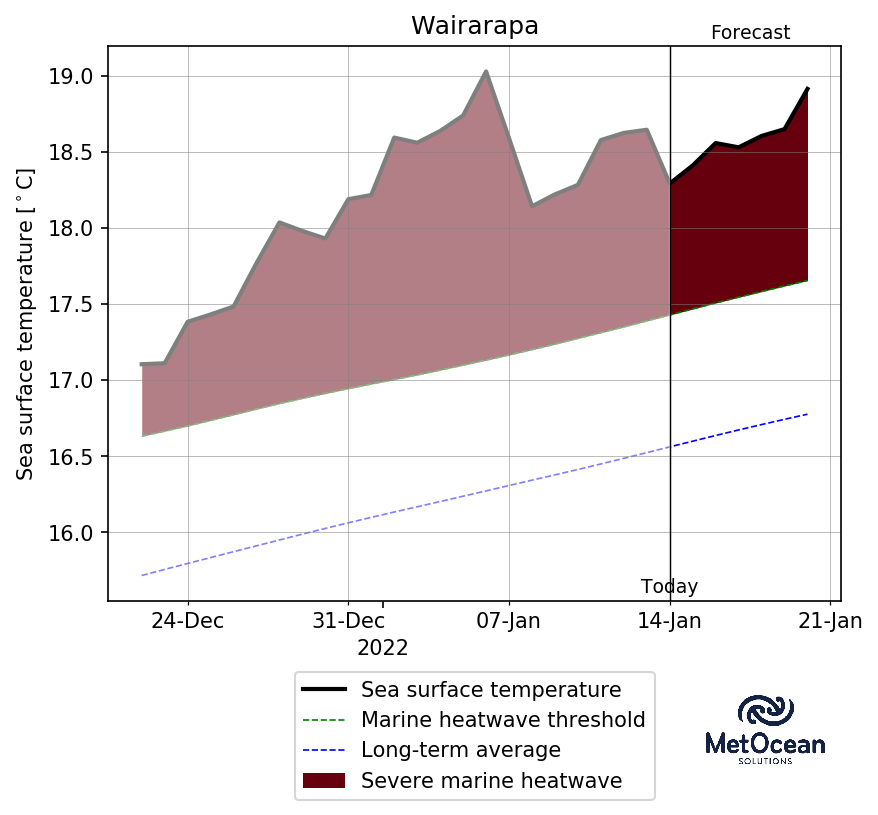 Wairarapa
Forecast
Sea surface temperature [°C]
19.0
18.5
18.0
17.5
17.0
16.5
16.0
Today
24-Dec 31-Dec 07-Jan 14-Jan 21-Jan
2022
Sea surface temperature
Marine heatwave threshold
Long-term average
Severe marine heatwave
MetOcean
SOLUTIONS